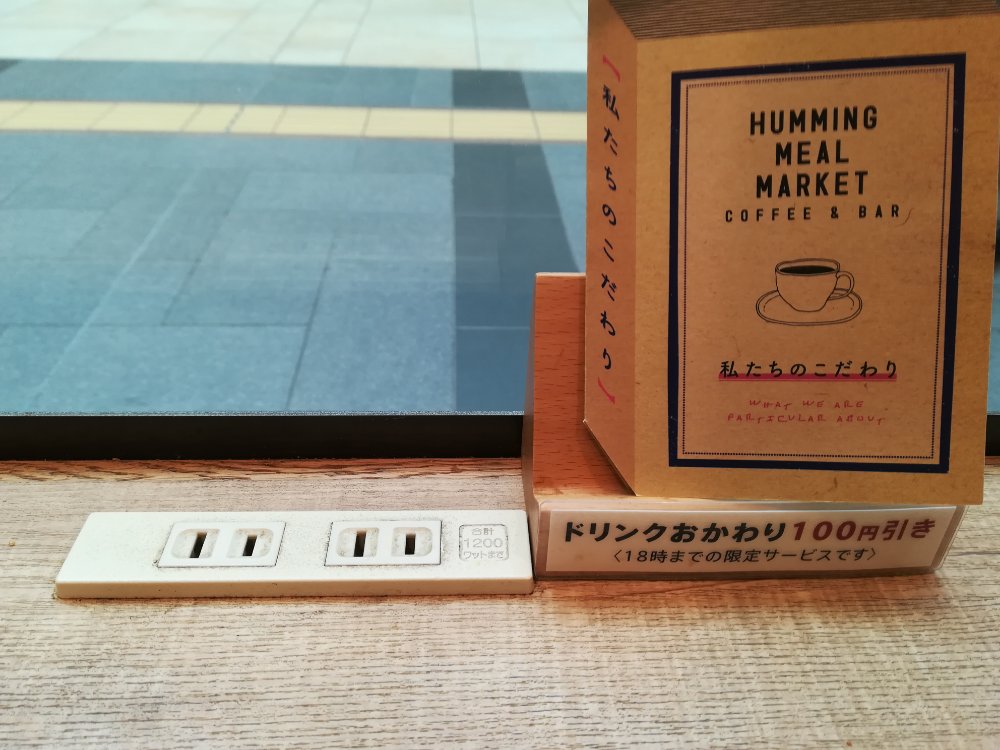 【私たちのこだわり】
HUMMING
MEAL
MARKET
COFFEE & BAR
私たちのこだわり
WHAT WE ARE
PARTICULAR ABOUT
合計
1200
ワットまで
ドリンクおかわり100円引き
〈18時までの限定サービスです〉